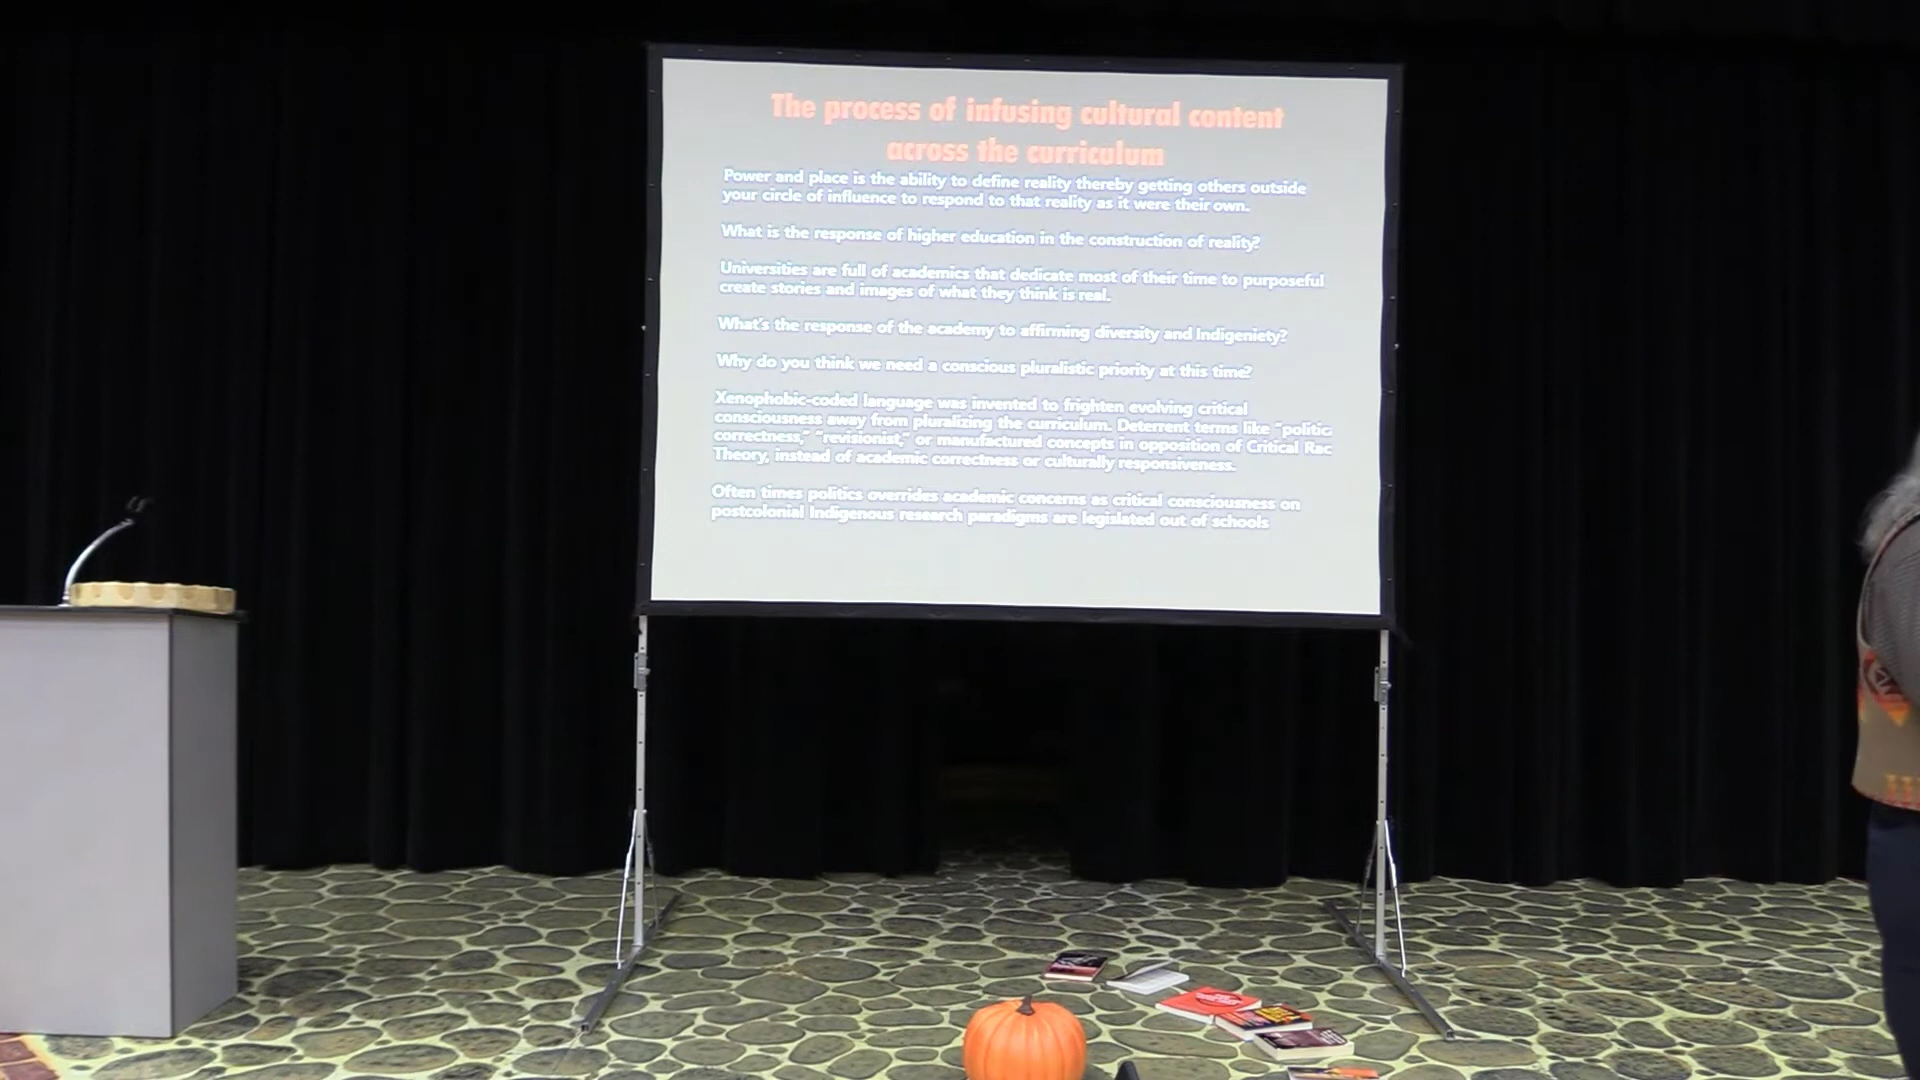 The process of infusing cultural content
across the curriculum
Power and place is the ability to define reality thereby getting others outside
your circle of influence to respond to that reality as it were their own.
What is the response of higher education in the construction of reality?
Universities are full of academics that dedicate most of their time to purposeful
create stories and images of what they think is real.
What's the response of the academy to affirming diversity and Indigeniety?
Why do you think we need a conscious pluralistic priority at this time?
Xenophobic-coded language was invented to frighten evolving critical
consciousness away from pluralizing the curriculum. Deterrent terms like "politic
correctness," "revisionist," or manufactured concepts in opposition of Critical Rac
Theory, instead of academic correctness or culturally responsiveness.
Often times politics overrides academic concerns as critical consciousness on
postcolonial Indigenous research paradigms are legislated out of schools